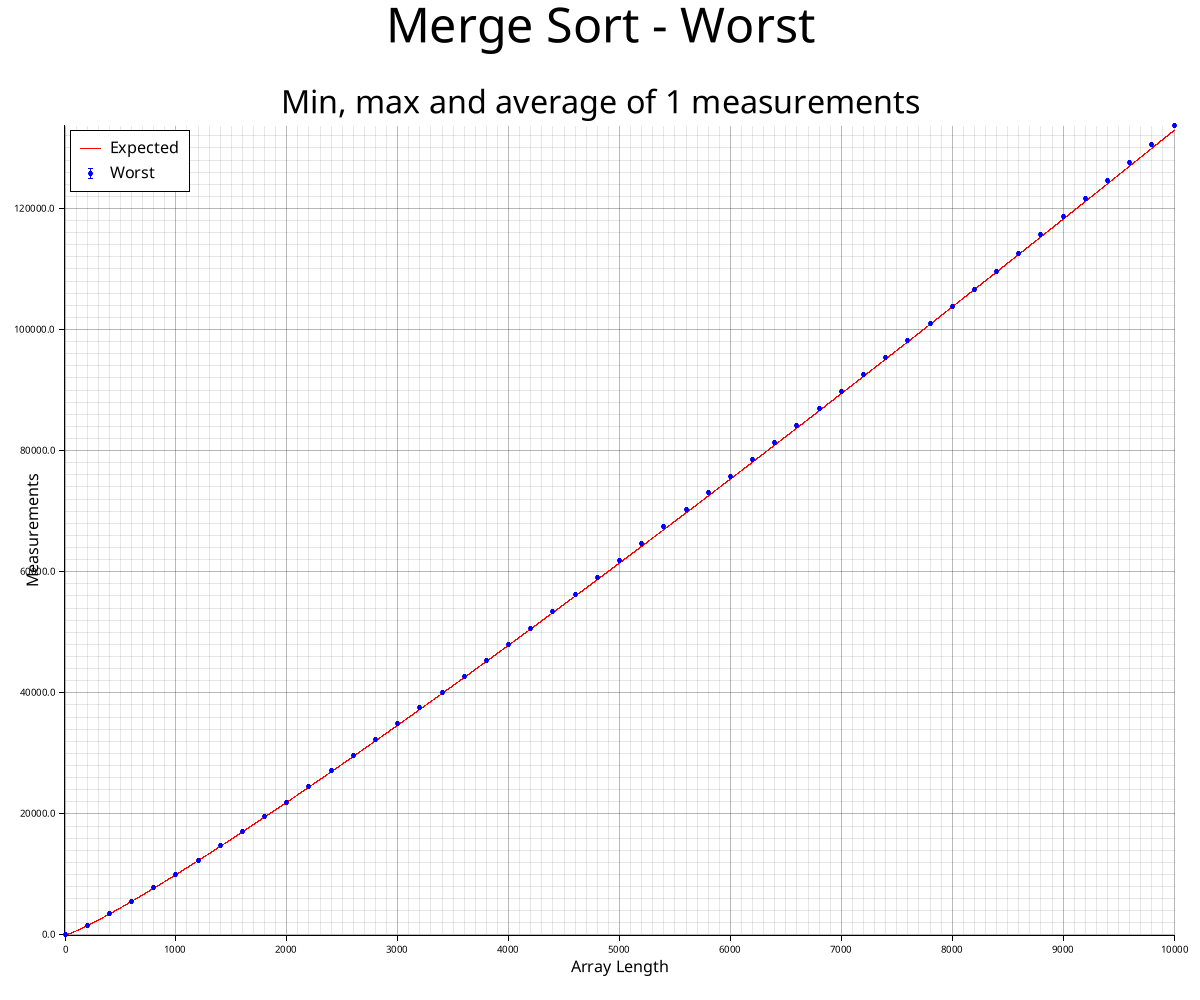 Merge Sort - Worst
Min, max and average of 1 measurements
Expected
Worst
120000.0
100000.0
80000.0
60000.0
40000.0
20000.0
0.0
Measurements
0 1000 2000 3000 4000 5000 6000 7000 8000 9000 10000
Array Length